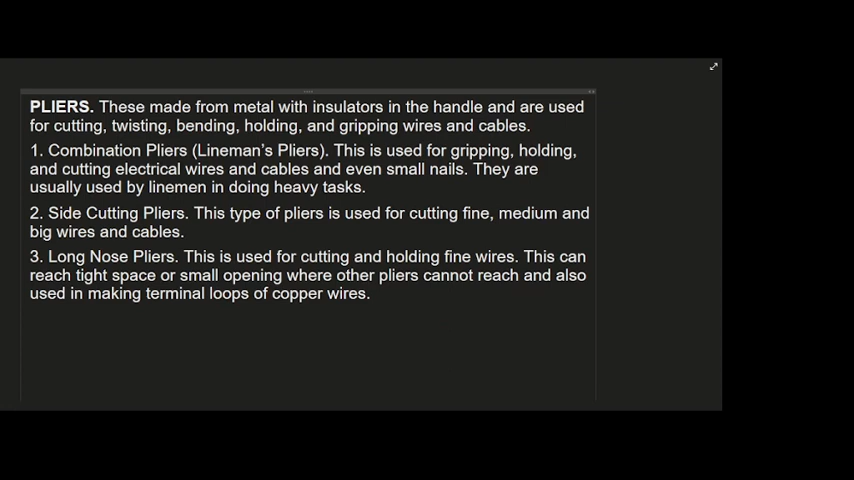 PLIERS. These made from metal with insulators in the handle and are used
for cutting, twisting, bending, holding, and gripping wires and cables.
1. Combination Pliers (Lineman's Pliers). This is used for gripping, holding,
and cutting electrical wires and cables and even small nails. They are
usually used by linemen in doing heavy tasks.
2. Side Cutting Pliers. This type of pliers is used for cutting fine, medium and
big wires and cables.
3. Long Nose Pliers. This is used for cutting and holding fine wires. This can
reach tight space or small opening where other pliers cannot reach and also
used in making terminal loops of copper wires.